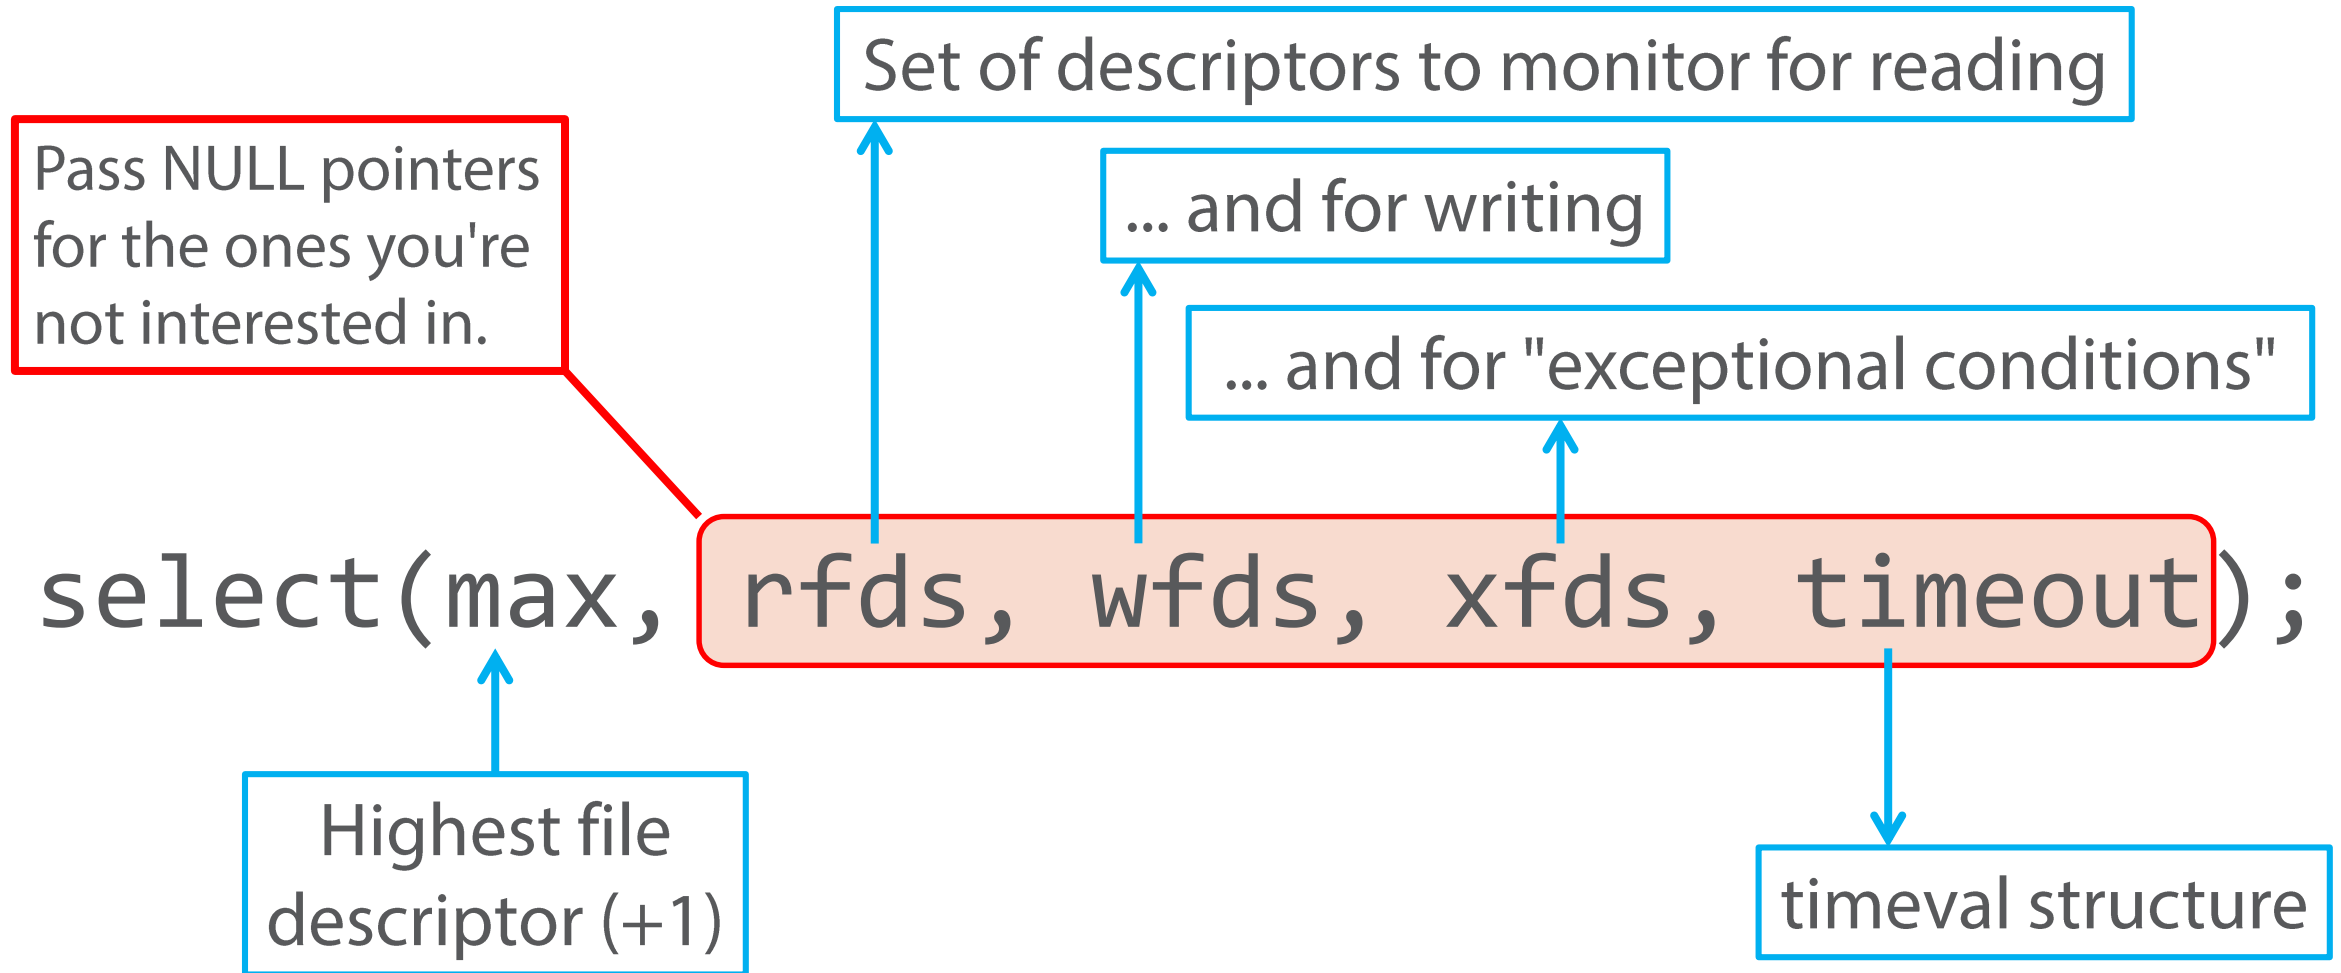 Set of descriptors to monitor for reading
Pass NULL pointers
for the ones you're
not interested in.
... and for writing
... and for "exceptional conditions"
select(max, rfds, wfds, xfds, timeout);
Highest file
descriptor (+1)
timeval structure